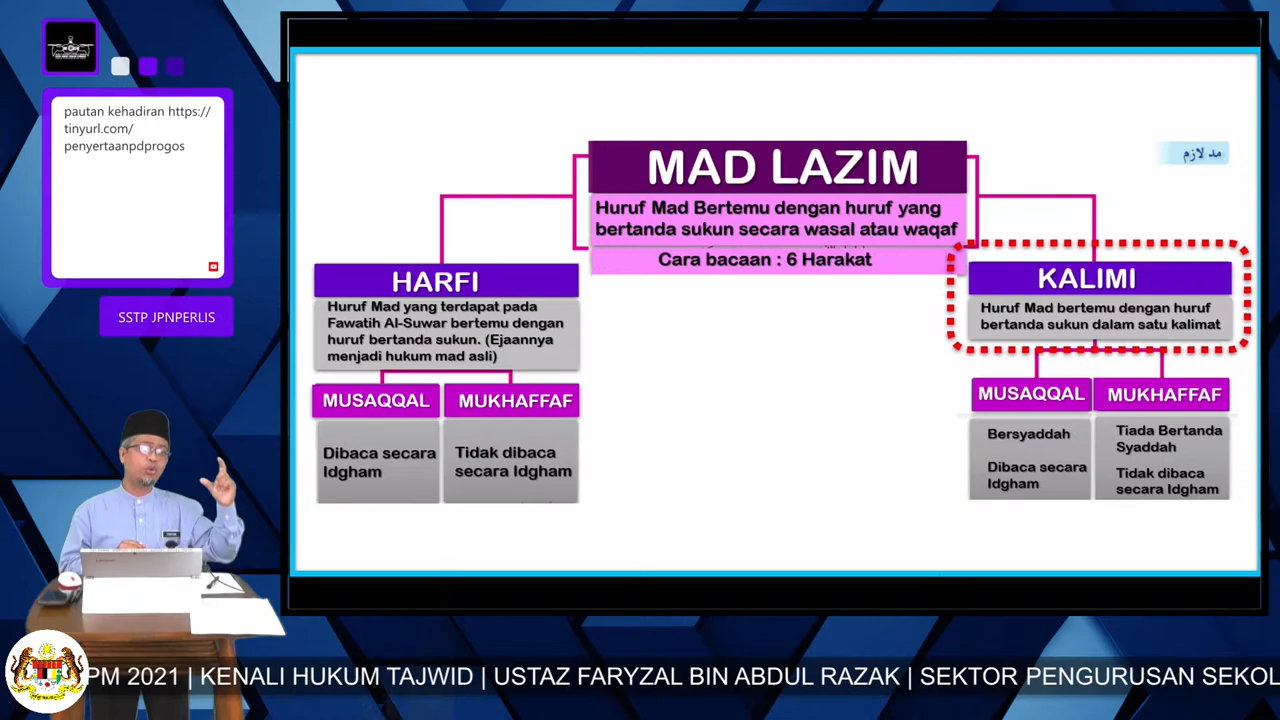 pautan kehadiran https://
tinyurl.com/
penyertaanpdprogos
SSTP JPNPERLIS
مد لازم
MAD LAZIM
Huruf Mad Bertemu dengan huruf yang
bertanda sukun secara wasal atau waqaf
Cara bacaan : 6 Harakat
HARFI
Huruf Mad yang terdapat pada
Fawatih Al-Suwar bertemu dengan
huruf bertanda sukun. (Ejaannya
menjadi hukum mad asli)
MUSAQQAL
Dibaca secara
Idgham
MUKHAFFAF
Tidak dibaca
secara Idgham
KALIMI
Huruf Mad bertemu dengan huruf
bertanda sukun dalam satu kalimat
MUSAQQAL
Bersyaddah
Dibaca secara
Idgham
MUKHAFFAF
Tiada Bertanda
Syaddah
Tidak dibaca
secara Idgham
PM 2021 | KENALI HUKUM TAJWID | USTAZ FARYZAL BIN ABDUL RAZAK | SEKTOR PENGURUSAN SEKOL